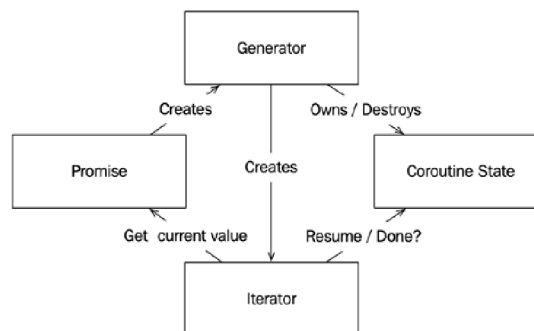 Generator
Creates
Owns / Destroys
Promise
Creates
Coroutine State
Get current value
Resume / Done?
Iterator